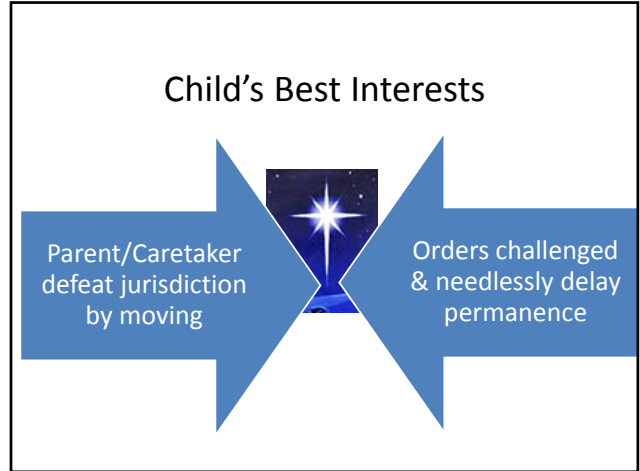 Child’s Best Interests
Parent/Caretaker
defeat jurisdiction
by moving
Orders challenged
& needlessly delay
permanence